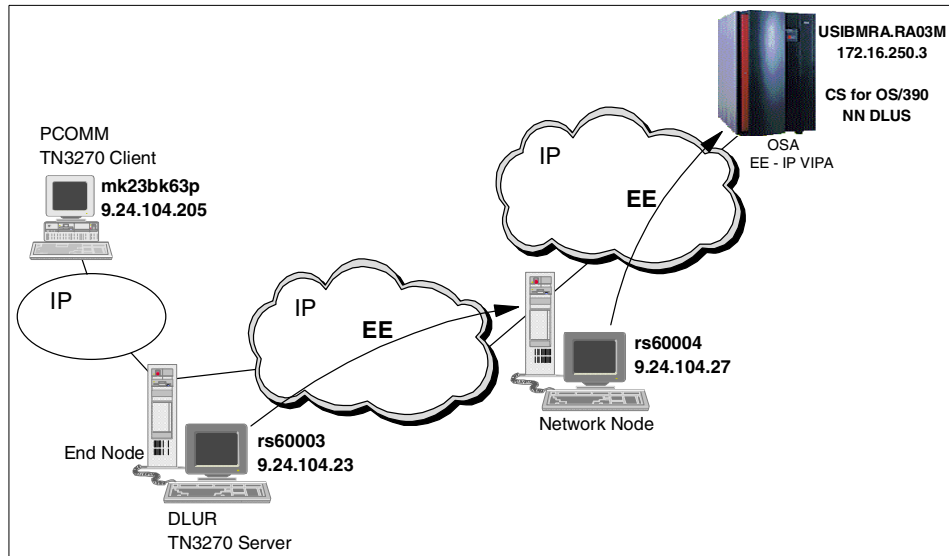 USIBMRA.RA03M
172.16.250.3
CS for OS/390
NN DLUS
OSA
EE - IP VIPA
PCOMM
TN3270 Client
mk23bk63p
9.24.104.205
IP
EE
IP
IP
EE
rs60004
9.24.104.27
Network Node
End Node
rs60003
9.24.104.23
DLUR
TN3270 Server